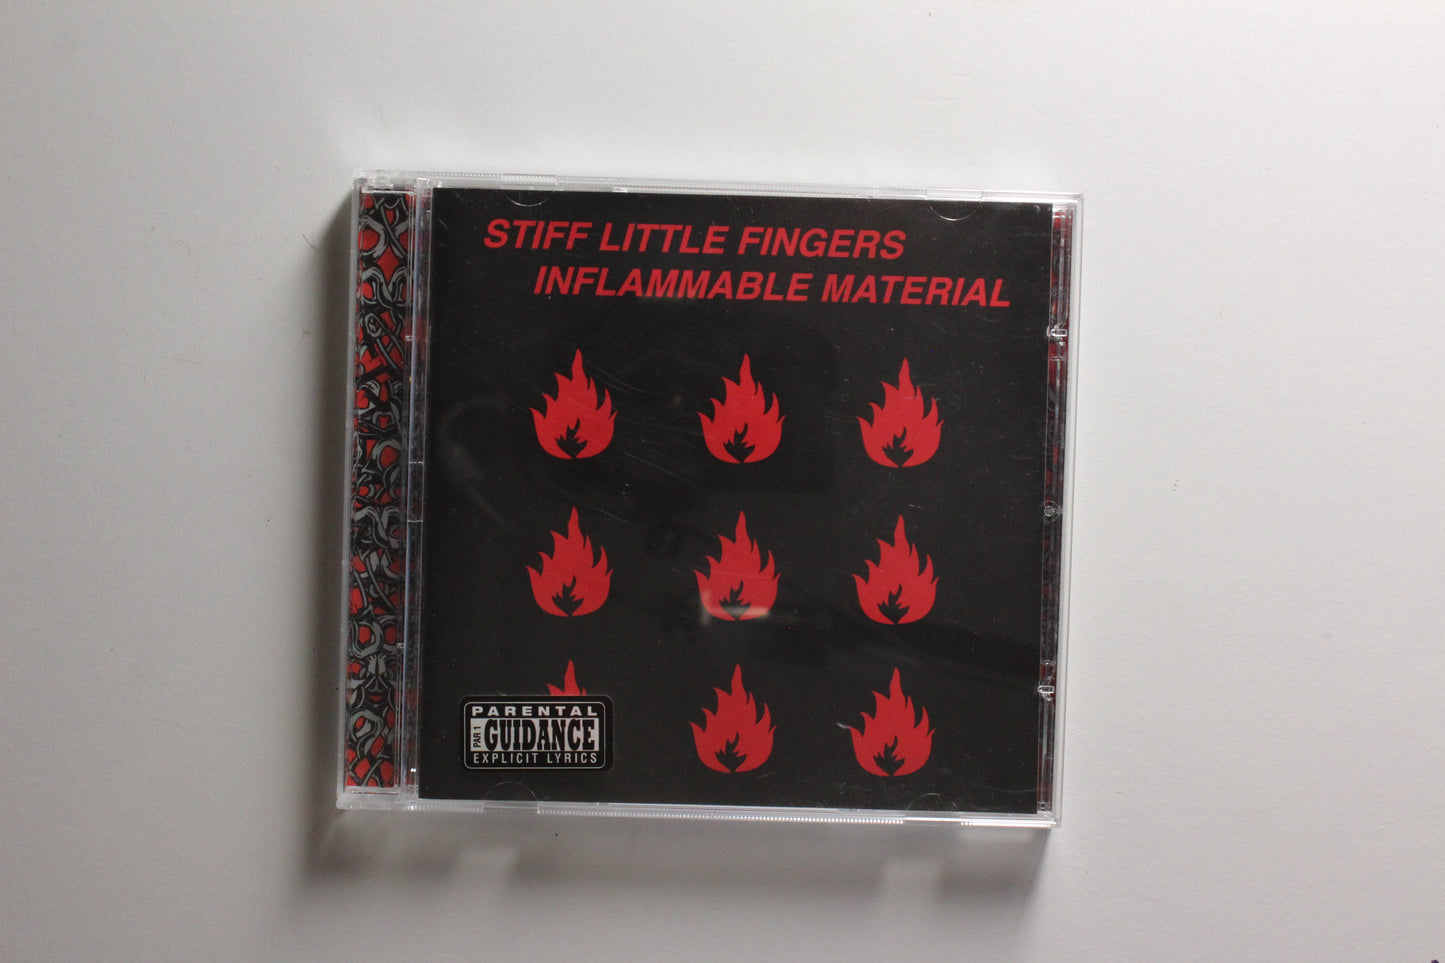 STIFF LITTLE FINGERS
INFLAMMABLE MATERIAL
PARENTAL
PAR 1
GUIDANCE
EXPLICIT LYRICS